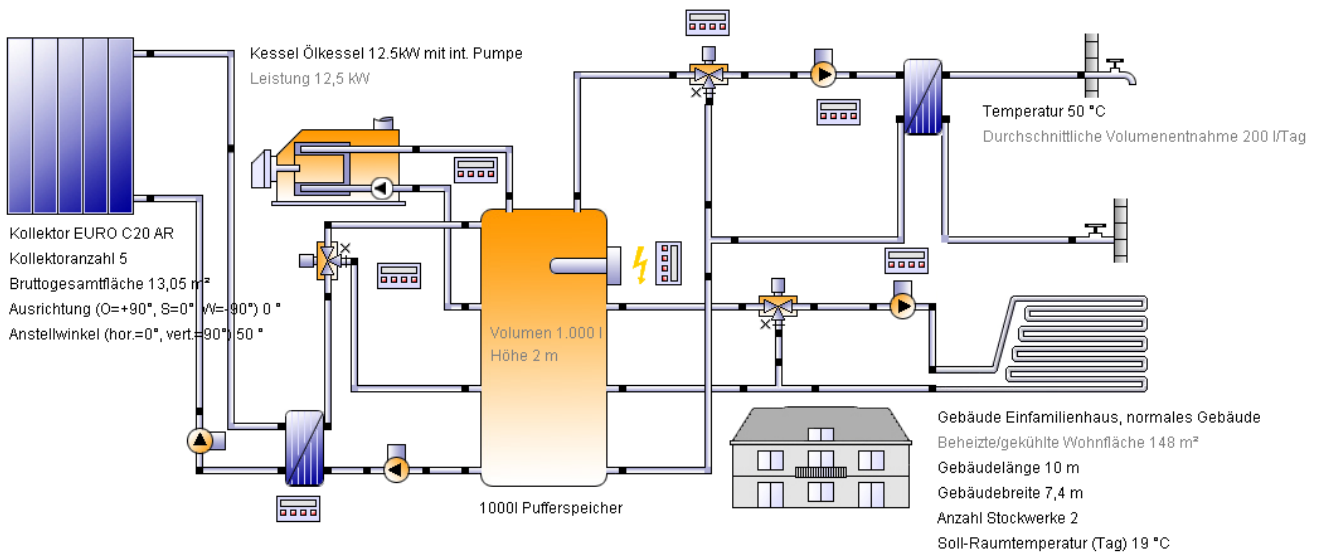 Kessel Ölkessel 12.5kW mit int. Pumpe
Leistung 12,5 kW
Temperatur 50 °C
Durchschnittliche Volumenentnahme 200 l/Tag
Kollektor EURO C20 AR
Kollektoranzahl 5
Bruttogesamtfläche 13,05 m²
Ausrichtung (O=+90°, S=0°, W=-90°) 0 °
Anstellwinkel (hor.=0°, vert.=90°) 50 °
Volumen 1.000 l
Höhe 2 m
1000l Pufferspeicher
Gebäude Einfamilienhaus, normales Gebäude
Beheizte/gekühlte Wohnfläche 148 m²
Gebäudelänge 10 m
Gebäudebreite 7,4 m
Anzahl Stockwerke 2
Soll-Raumtemperatur (Tag) 19 °C